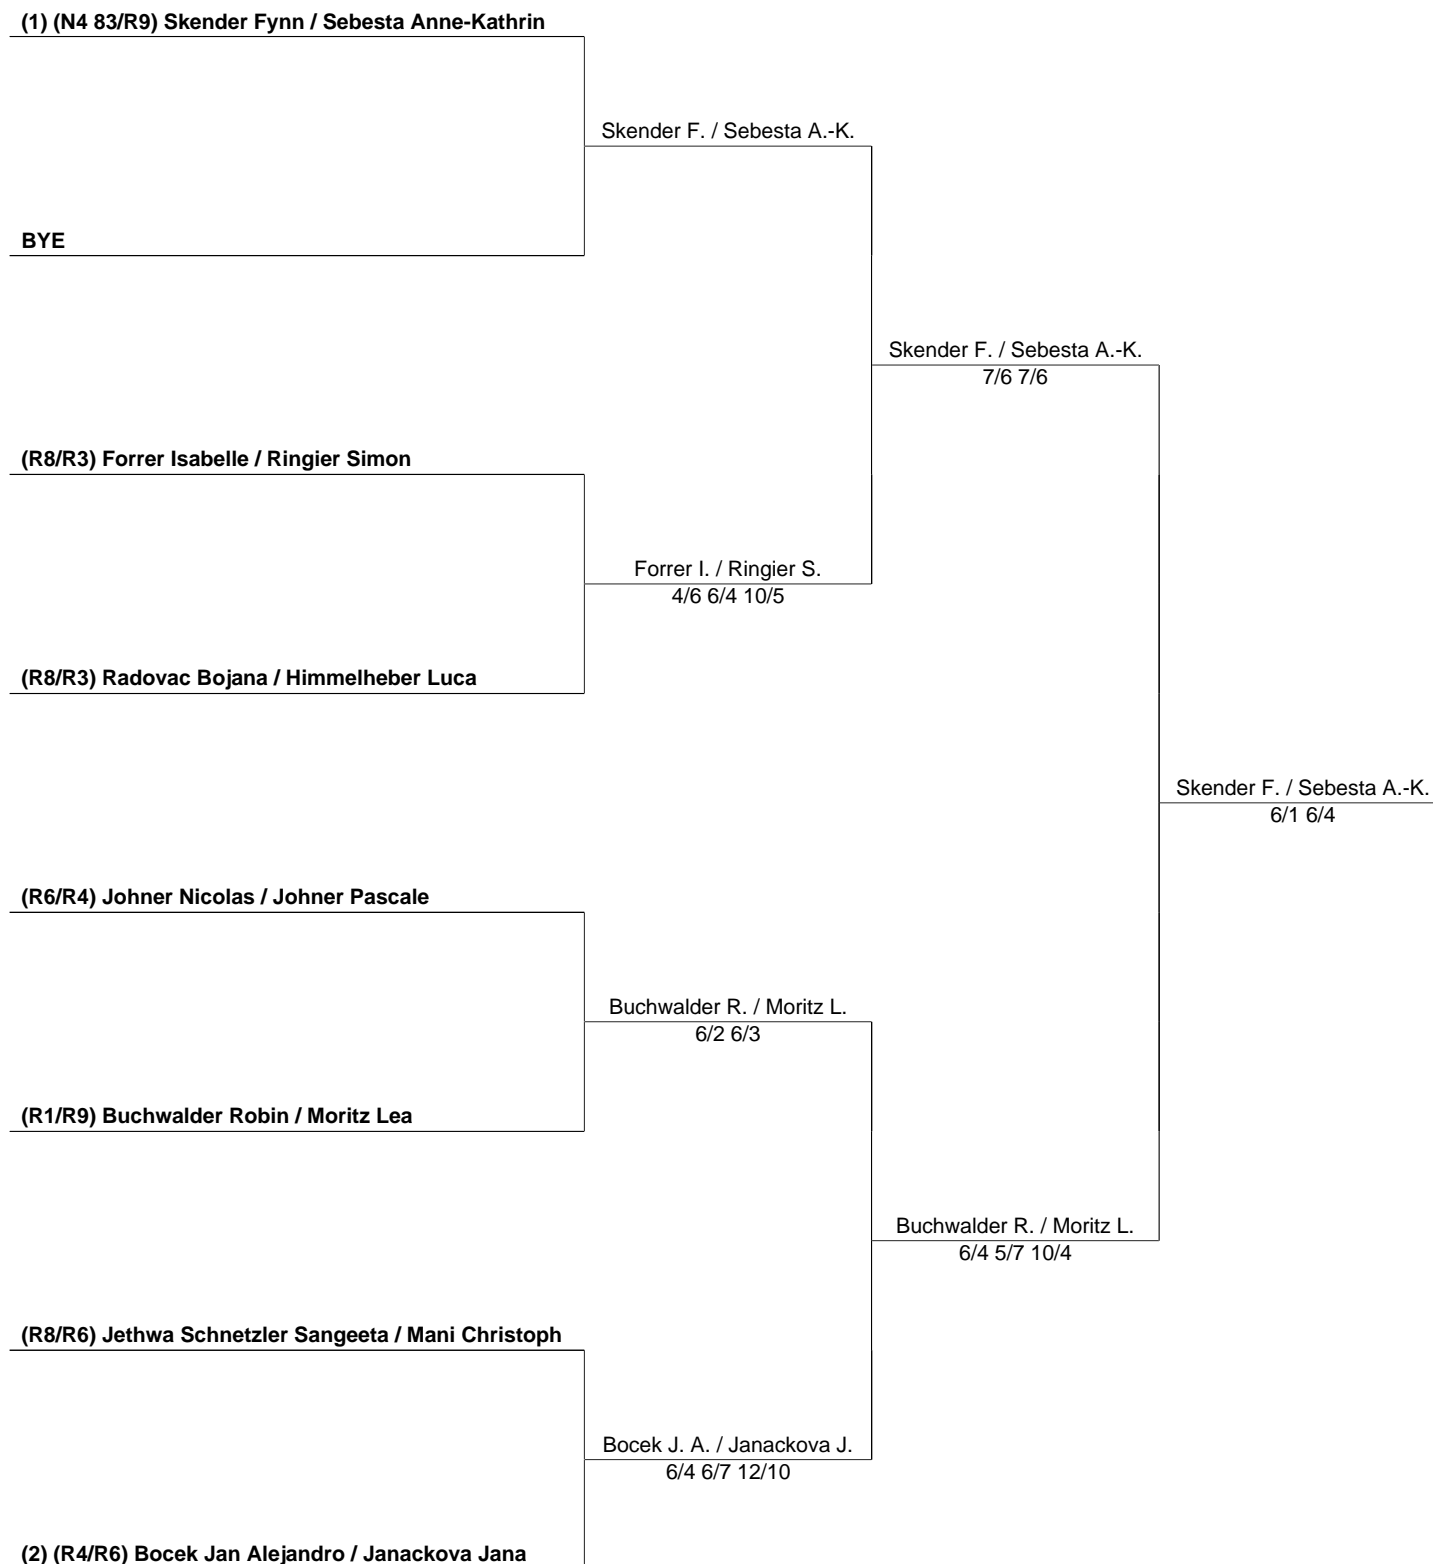 (1) (N4 83/R9) Skender Fynn / Sebesta Anne-Kathrin
Skender F. / Sebesta A.-K.
BYE
Skender F. / Sebesta A.-K.
7/6 7/6
(R8/R3) Forrer Isabelle / Ringier Simon
Forrer I. / Ringier S.
4/6 6/4 10/5
(R8/R3) Radovac Bojana / Himmelheber Luca
Skender F. / Sebesta A.-K.
6/1 6/4
(R6/R4) Johner Nicolas / Johner Pascale
Buchwalder R. / Moritz L.
6/2 6/3
(R1/R9) Buchwalder Robin / Moritz Lea
Buchwalder R. / Moritz L.
6/4 5/7 10/4
(R8/R6) Jethwa Schnetzler Sangeeta / Mani Christoph
Bocek J. A. / Janackova J.
6/4 6/7 12/10
(2) (R4/R6) Bocek Jan Alejandro / Janackova Jana